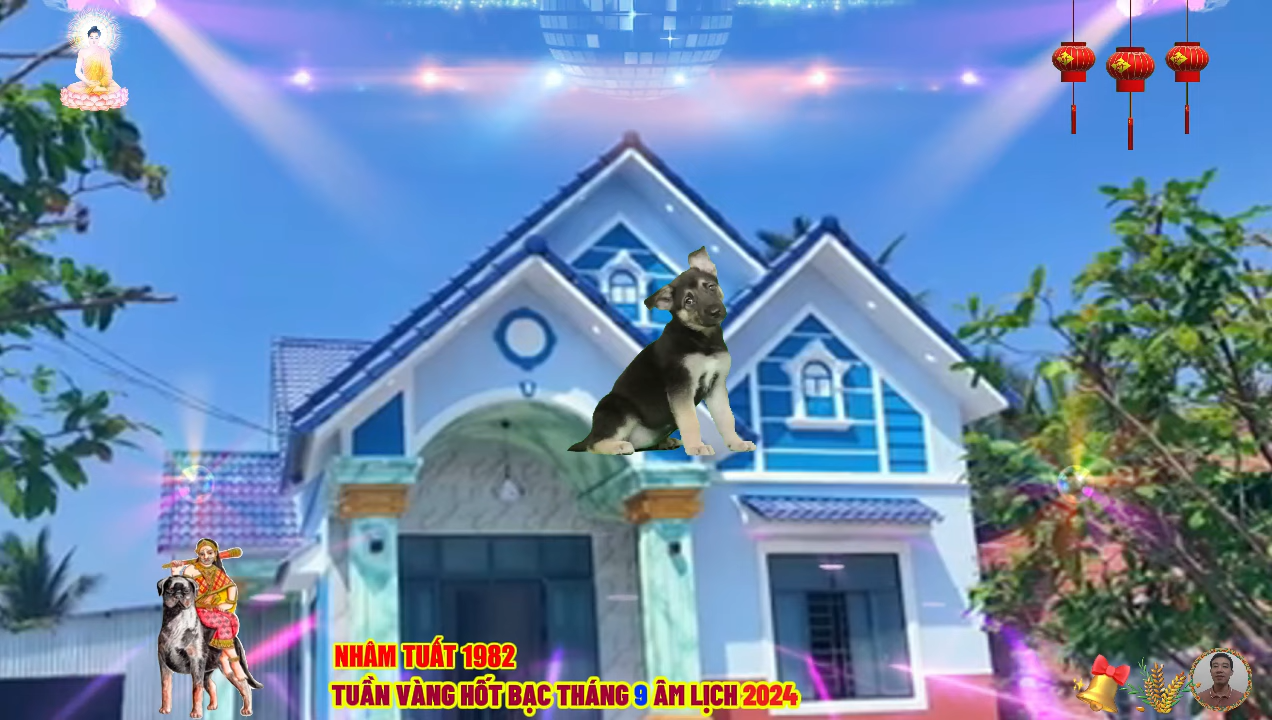 NHÂM TUẤT 1982
TUẦN VÀNG HỐT BẠC THÁNG 9 ÂM LỊCH 2024